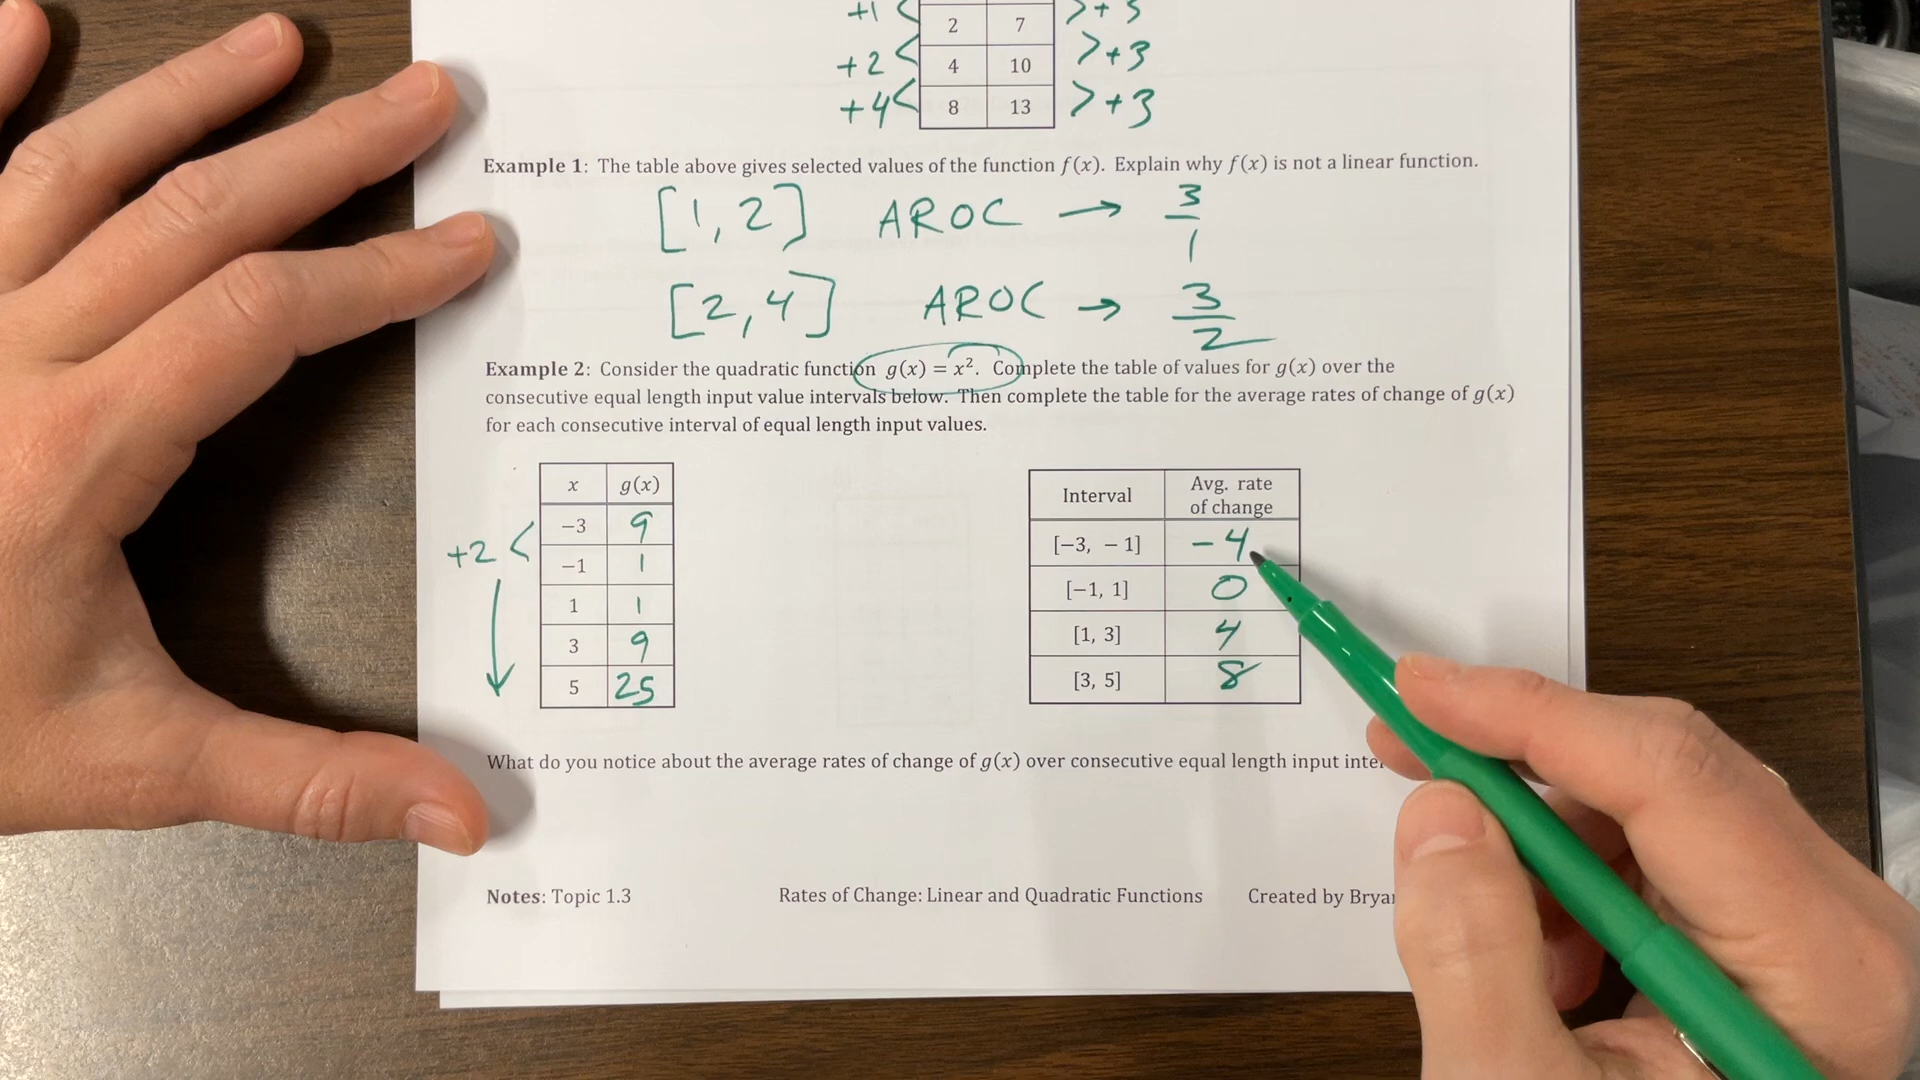 +1 < > + 3
2 7
+2 < > +3
4 10
+4 < 8 13 > +3
Example 1: The table above gives selected values of the function f(x). Explain why f(x) is not a linear function.
[1, 2] AROC → 3/1
[2, 4] AROC → 3/2
Example 2: Consider the quadratic function g(x) = x². Complete the table of values for g(x) over the
consecutive equal length input value intervals below. Then complete the table for the average rates of change of g(x)
for each consecutive interval of equal length input values.
x g(x)
−3 9
+2 <
−1 1
1 1
3 9
5 25
Interval Avg. rate of change
[−3, − 1] −4
[−1, 1] 0
[1, 3] 4
[3, 5] 8
What do you notice about the average rates of change of g(x) over consecutive equal length input
Notes: Topic 1.3 Rates of Change: Linear and Quadratic Functions Created by